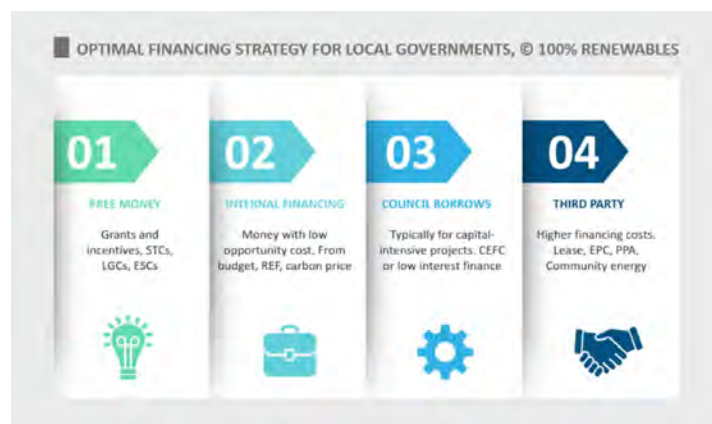 OPTIMAL FINANCING STRATEGY FOR LOCAL GOVERNMENTS, © 100% RENEWABLES
01
FREE MONEY
Grants and
incentives, STCs,
LGCs, ESCs
02
INTERNAL FINANCING
Money with low
opportunity cost. From
budget, REF, carbon price
03
COUNCIL BORROWS
Typically for capital-
intensive projects. CEFC
or low interest finance
04
THIRD PARTY
Higher financing costs.
Lease, EPC, PPA,
Community energy